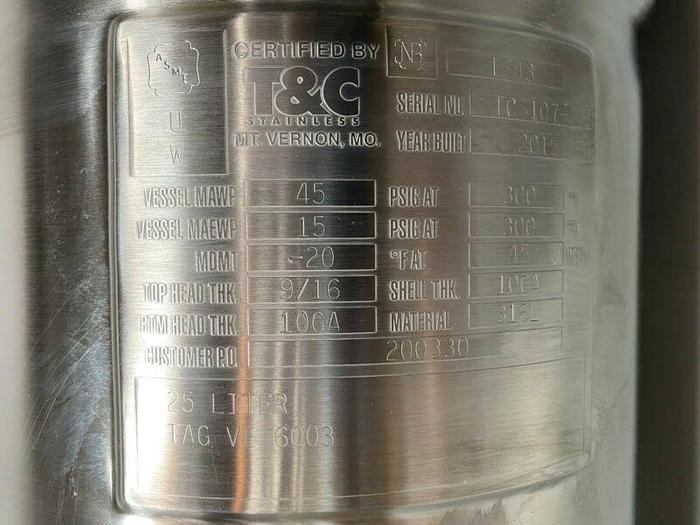 ASME
U
W
CERTIFIED BY
T&C
STAINLESS
MT. VERNON, MO.
NB
SERIAL NO.
YEAR BUILT
VESSEL MAWP 45 PSIG AT 300 °F
VESSEL MAEWP 15 PSIG AT 300 °F
MDMT -20 °F AT 45
TOP HEAD THK. 9/16 SHELL THK. 10GA
BTM HEAD THK. 10GA MATERIAL 316L
CUSTOMER P.O. 200330
25 LITER
TAG 6003